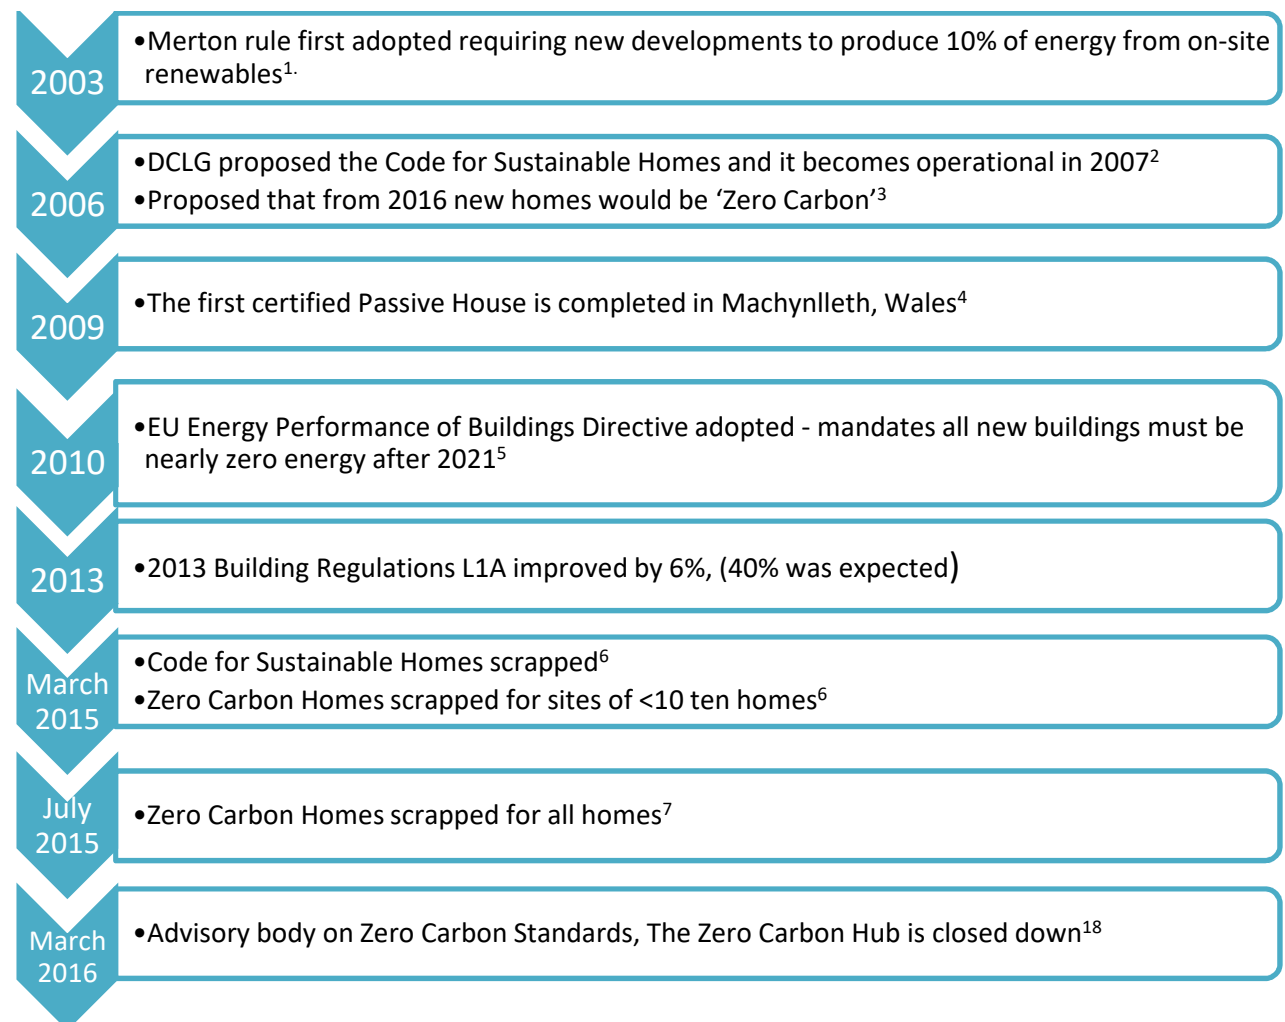 2003
•Merton rule first adopted requiring new developments to produce 10% of energy from on-site
renewables1.
2006
•DCLG proposed the Code for Sustainable Homes and it becomes operational in 20072
•Proposed that from 2016 new homes would be ‘Zero Carbon’3
2009
•The first certified Passive House is completed in Machynlleth, Wales4
2010
•EU Energy Performance of Buildings Directive adopted - mandates all new buildings must be
nearly zero energy after 20215
2013
•2013 Building Regulations L1A improved by 6%, (40% was expected)
March
2015
•Code for Sustainable Homes scrapped6
•Zero Carbon Homes scrapped for sites of <10 ten homes6
July
2015
•Zero Carbon Homes scrapped for all homes7
March
2016
•Advisory body on Zero Carbon Standards, The Zero Carbon Hub is closed down18